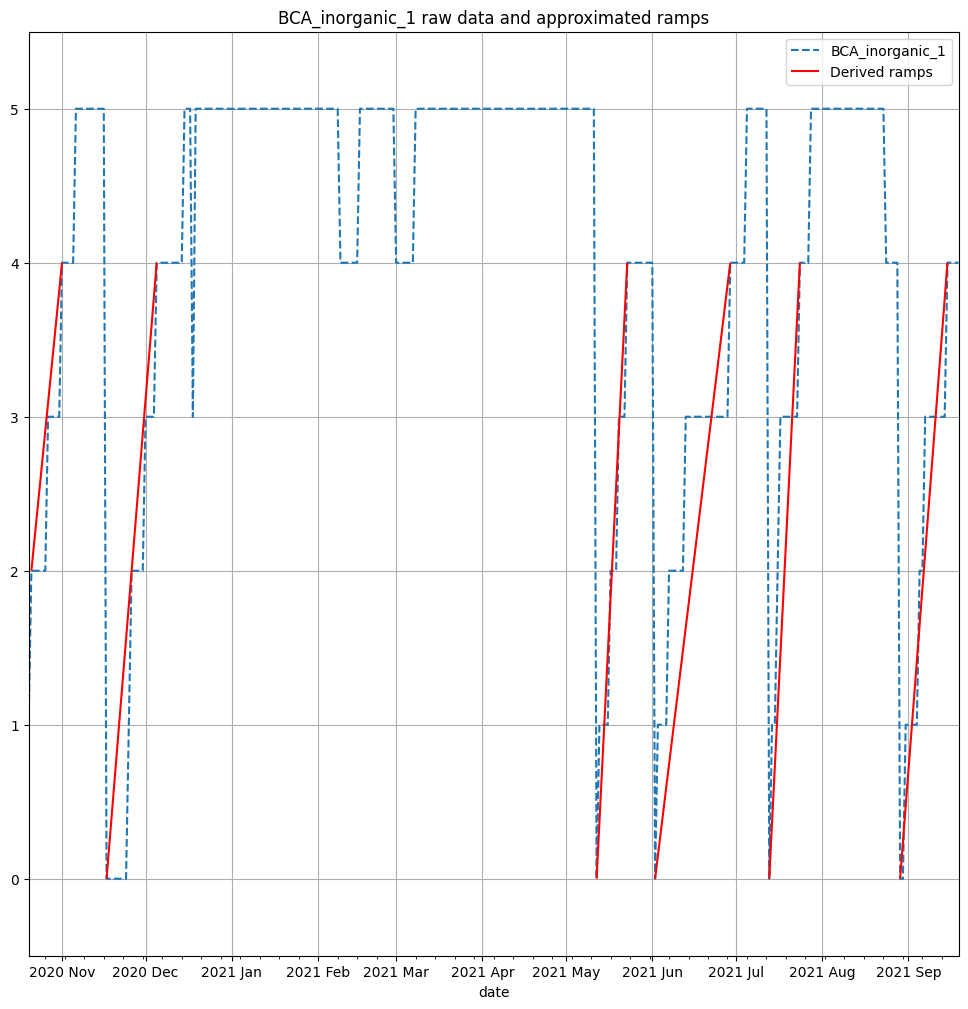 BCA_inorganic_1 raw data and approximated ramps
BCA_inorganic_1
Derived ramps
5
4
3
2
1
0
2020 Nov 2020 Dec 2021 Jan 2021 Feb 2021 Mar 2021 Apr 2021 May 2021 Jun 2021 Jul 2021 Aug 2021 Sep
date